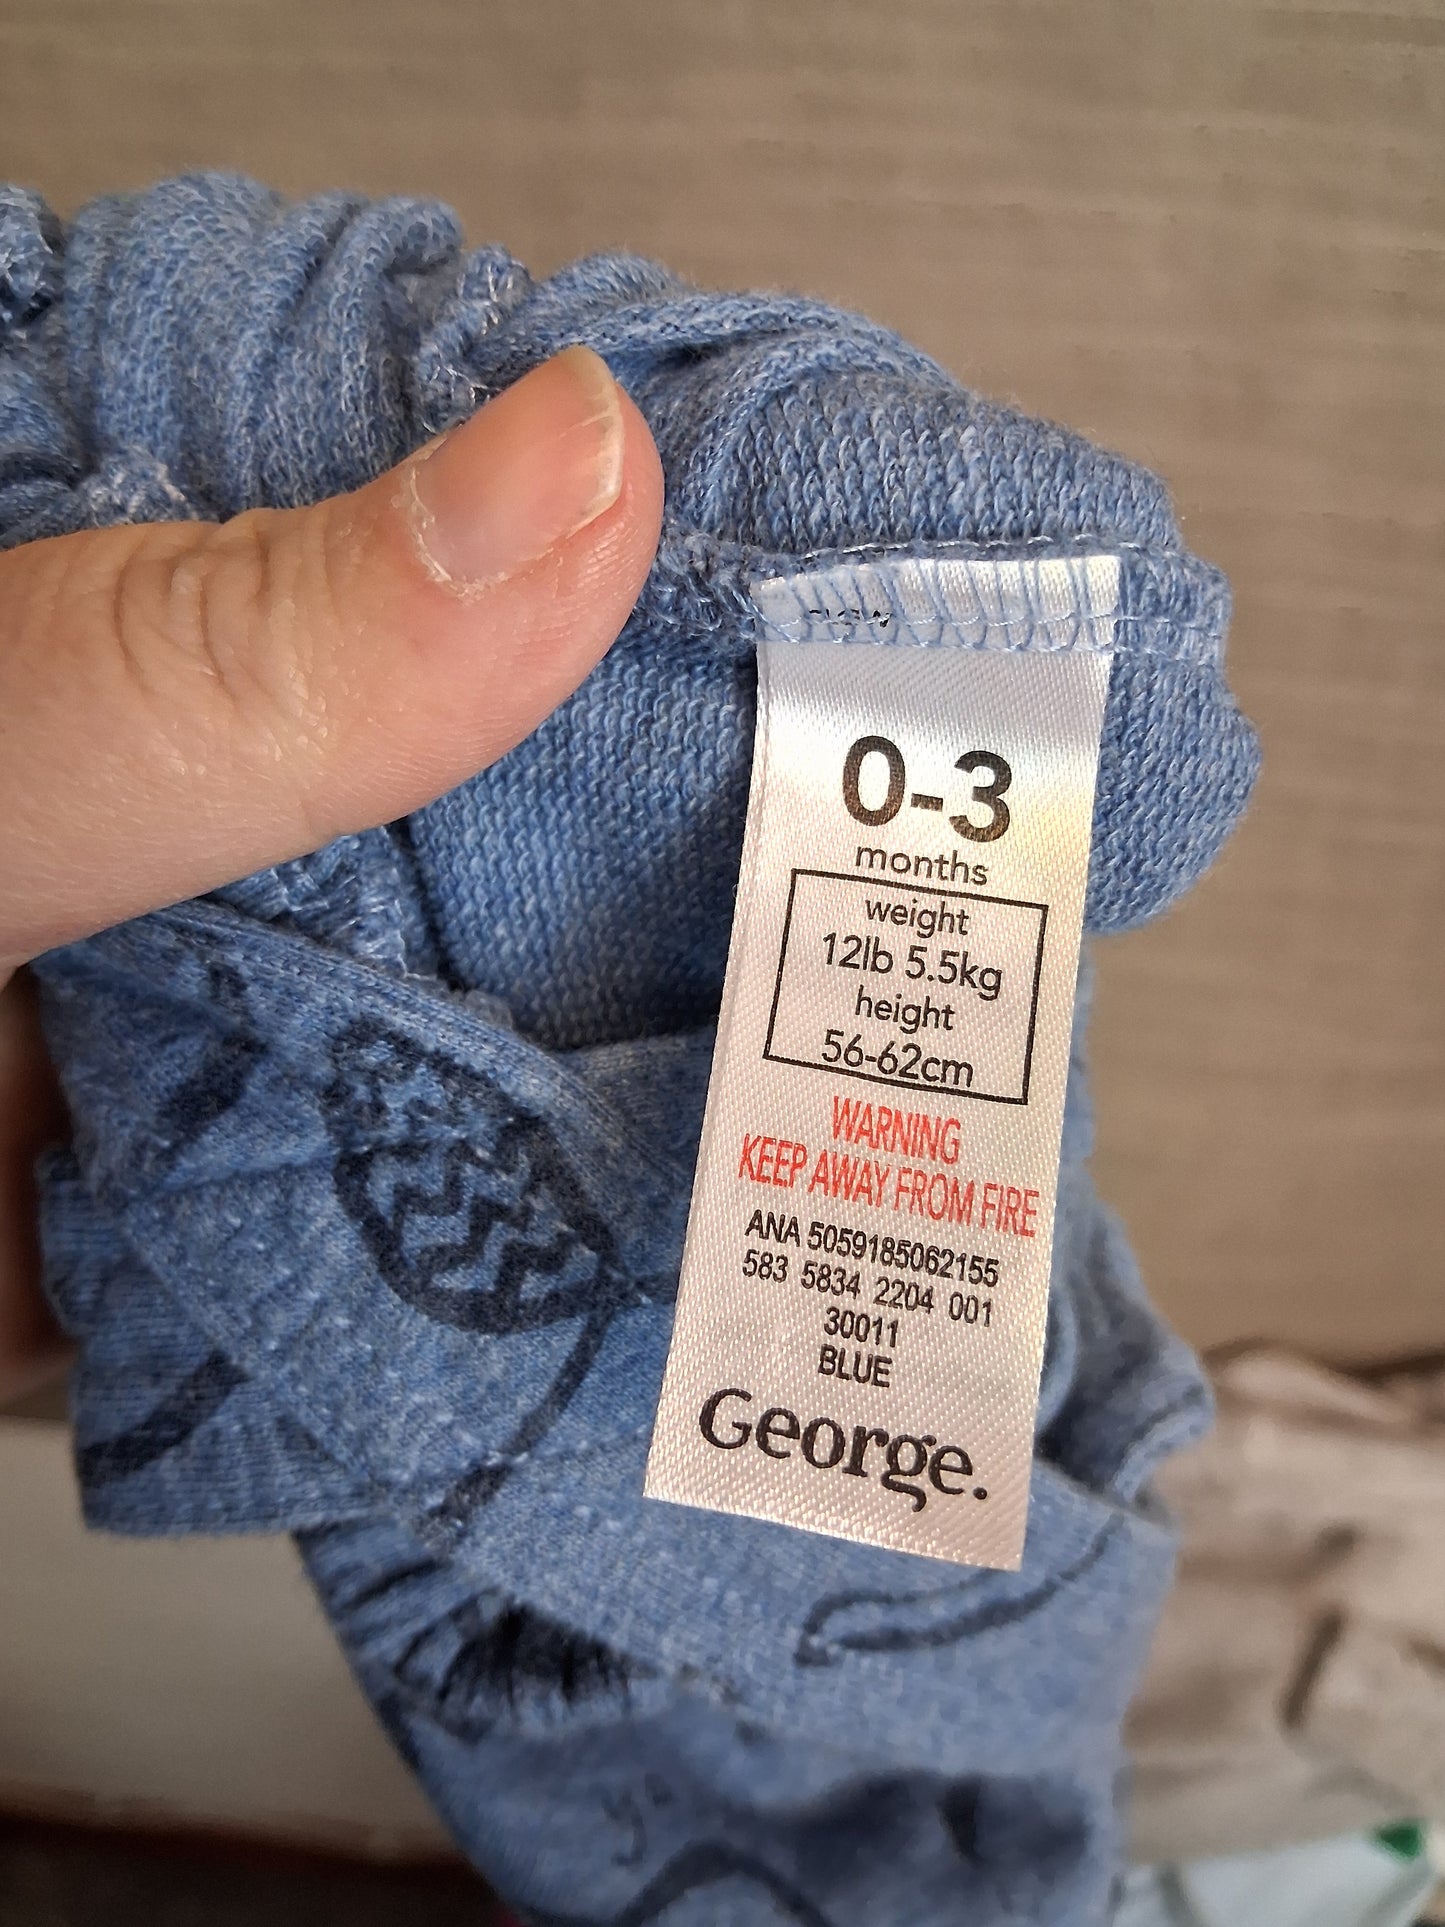 0-3
months
weight
12lb 5.5kg
height
56-62cm
WARNING
KEEP AWAY FROM FIRE
ANA 5059185062155
583 5834 2204 001
30011
BLUE
George.